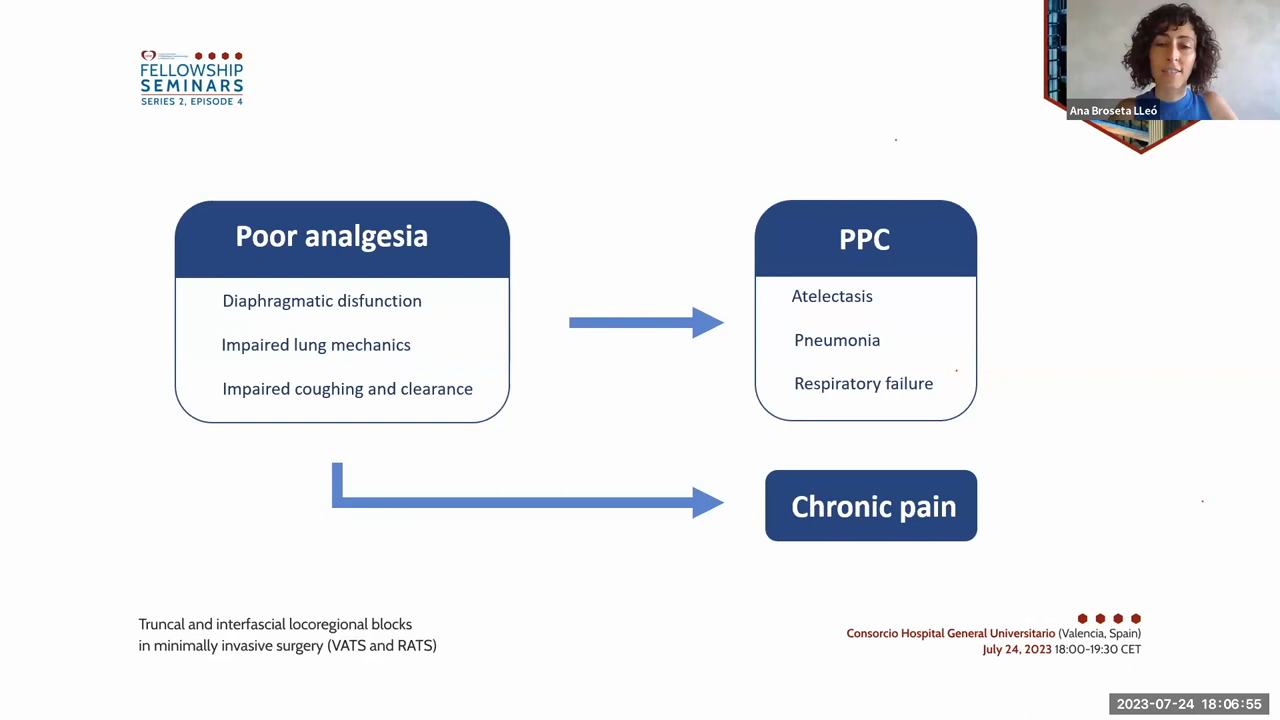 FELLOWSHIP
SEMINARS
SERIES 2, EPISODE 4
Ana Broseta LLeó
Poor analgesia
Diaphragmatic disfunction
Impaired lung mechanics
Impaired coughing and clearance
PPC
Atelectasis
Pneumonia
Respiratory failure
Chronic pain
Truncal and interfascial locoregional blocks
in minimally invasive surgery (VATS and RATS)
Consorcio Hospital General Universitario (Valencia, Spain)
July 24, 2023 18:00-19:30 CET
2023-07-24 18:06:55